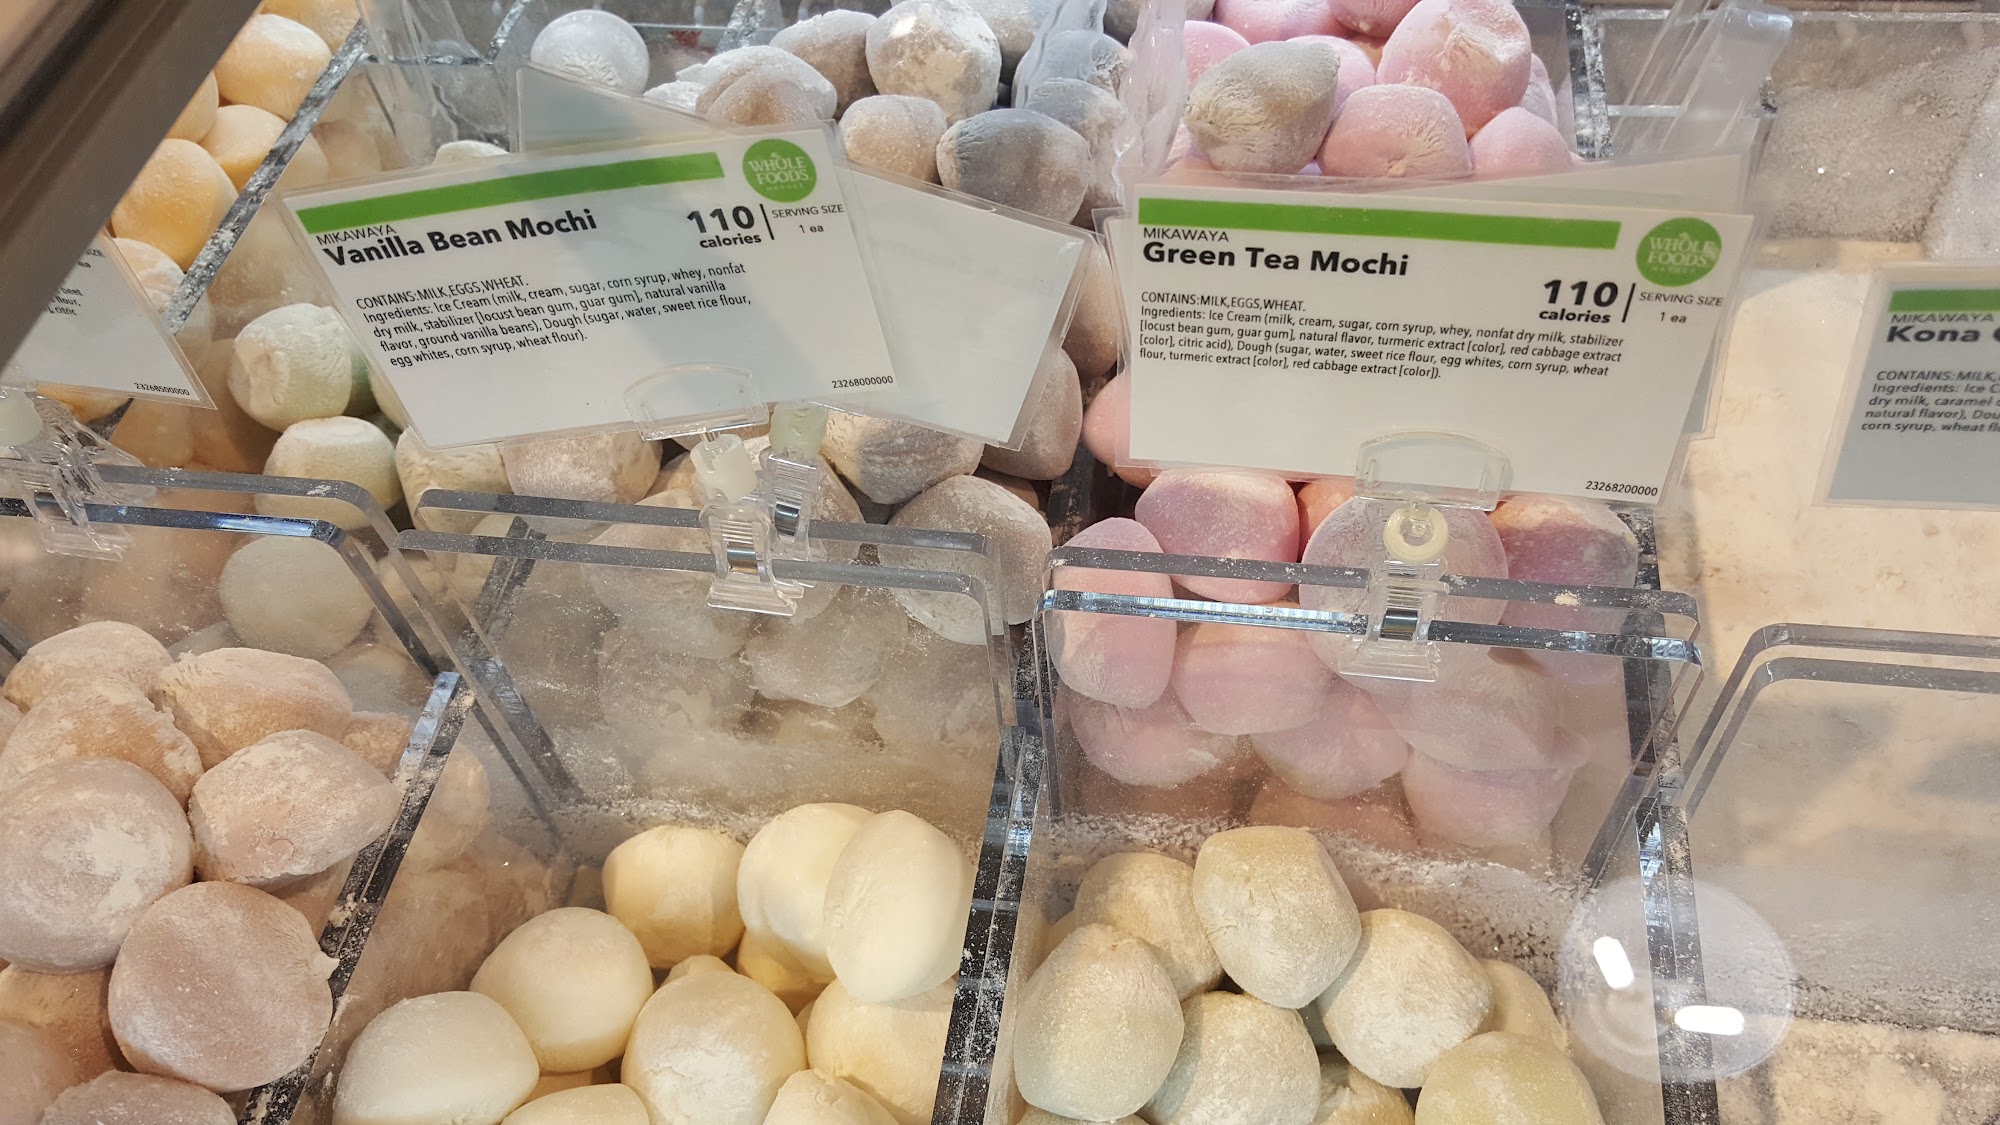 ZE
ea
beet
flour,
citric
23268500000
WHOLE
FOODS
MARKET
MIKAWAYA
Vanilla Bean Mochi
110
calories
SERVING SIZE
1 ea
CONTAINS:MILK,EGGS,WHEAT.
Ingredients: Ice Cream (milk, cream, sugar, corn syrup, whey, nonfat
dry milk, stabilizer [locust bean gum, guar gum], natural vanilla
flavor, ground vanilla beans), Dough (sugar, water, sweet rice flour,
egg whites, corn syrup, wheat flour).
23268000000
WHOLE
FOODS
MARKET
MIKAWAYA
Green Tea Mochi
110
calories
SERVING SIZE
1 ea
CONTAINS:MILK,EGGS,WHEAT.
Ingredients: Ice Cream (milk, cream, sugar, corn syrup, whey, nonfat dry milk, stabilizer
[locust bean gum, guar gum], natural flavor, turmeric extract [color], red cabbage extract
[color], citric acid), Dough (sugar, water, sweet rice flour, egg whites, corn syrup, wheat
flour, turmeric extract [color], red cabbage extract [color]).
23268200000
MIKAWAYA
Kona
CONTAINS:MILK,
Ingredients: Ice
dry milk, caramel
natural flavor), Dou
corn syrup, wheat